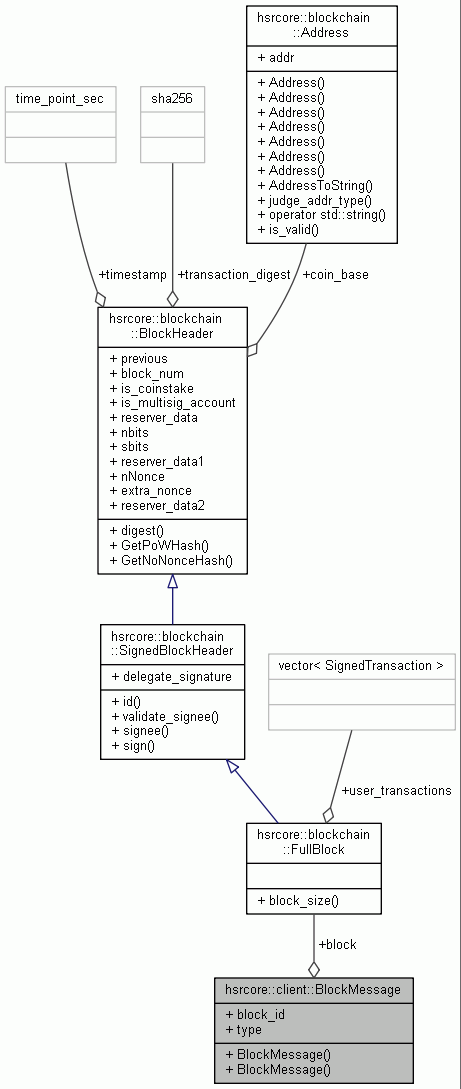 hsrcore::blockchain
::Address
+ addr
+ Address()
+ Address()
+ Address()
+ Address()
+ Address()
+ Address()
+ Address()
+ AddressToString()
+ judge_addr_type()
+ operator std::string()
+ is_valid()
time_point_sec
sha256
+timestamp
+transaction_digest
+coin_base
hsrcore::blockchain
::BlockHeader
+ previous
+ block_num
+ is_coinstake
+ is_multisig_account
+ reserver_data
+ nbits
+ sbits
+ reserver_data1
+ nNonce
+ extra_nonce
+ reserver_data2
+ digest()
+ GetPoWHash()
+ GetNoNonceHash()
hsrcore::blockchain
::SignedBlockHeader
+ delegate_signature
+ id()
+ validate_signee()
+ signee()
+ sign()
vector< SignedTransaction >
+user_transactions
hsrcore::blockchain
::FullBlock
+ block_size()
+block
hsrcore::client::BlockMessage
+ block_id
+ type
+ BlockMessage()
+ BlockMessage()